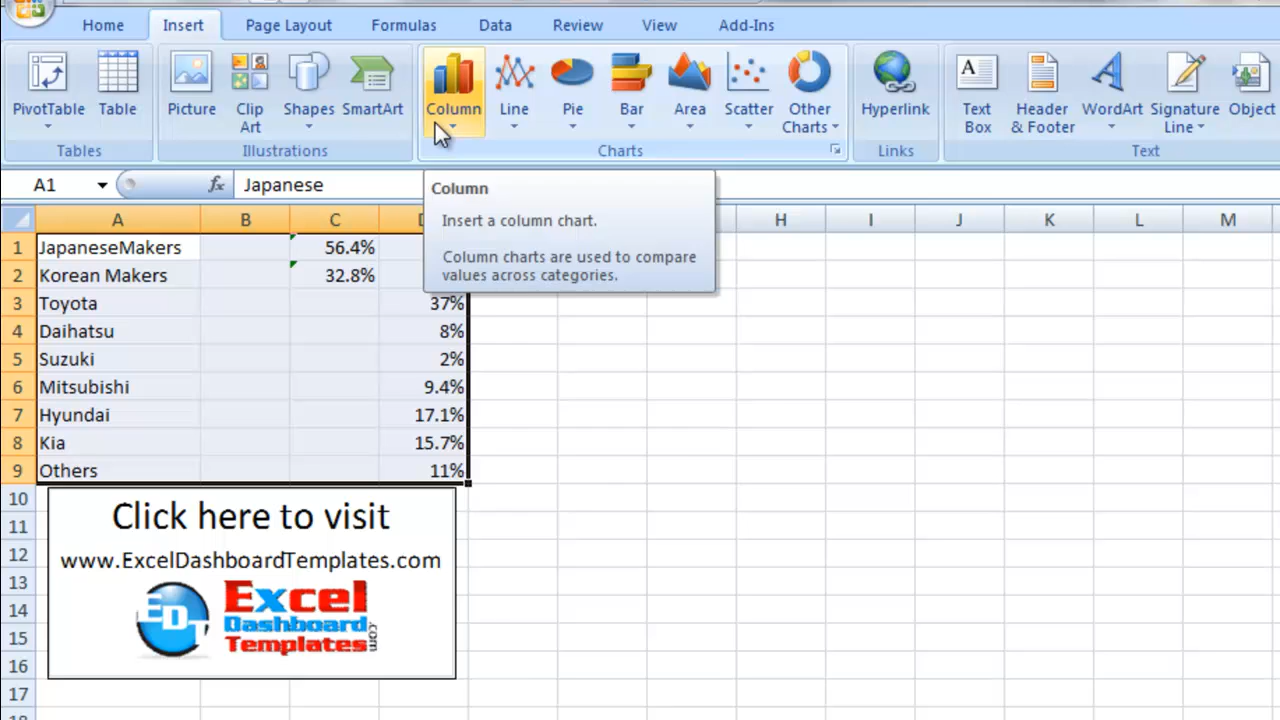 Home Insert Page Layout Formulas Data Review View Add-Ins
PivotTable Table Picture Clip Art Shapes SmartArt Column Line Pie Bar Area Scatter Other Charts Hyperlink Text Box Header & Footer WordArt Signature Line Object
Tables Illustrations Charts Links Text
A1 fx Japanese
Column
Insert a column chart.
Column charts are used to compare
values across categories.
A B C D H I J K L M
1 JapaneseMakers 56.4%
2 Korean Makers 32.8%
3 Toyota 37%
4 Daihatsu 8%
5 Suzuki 2%
6 Mitsubishi 9.4%
7 Hyundai 17.1%
8 Kia 15.7%
9 Others 11%
10
11
12
13
14
15
16
17
Click here to visit
www.ExcelDashboardTemplates.com
EDT
Excel
Dashboard
Templates
.com